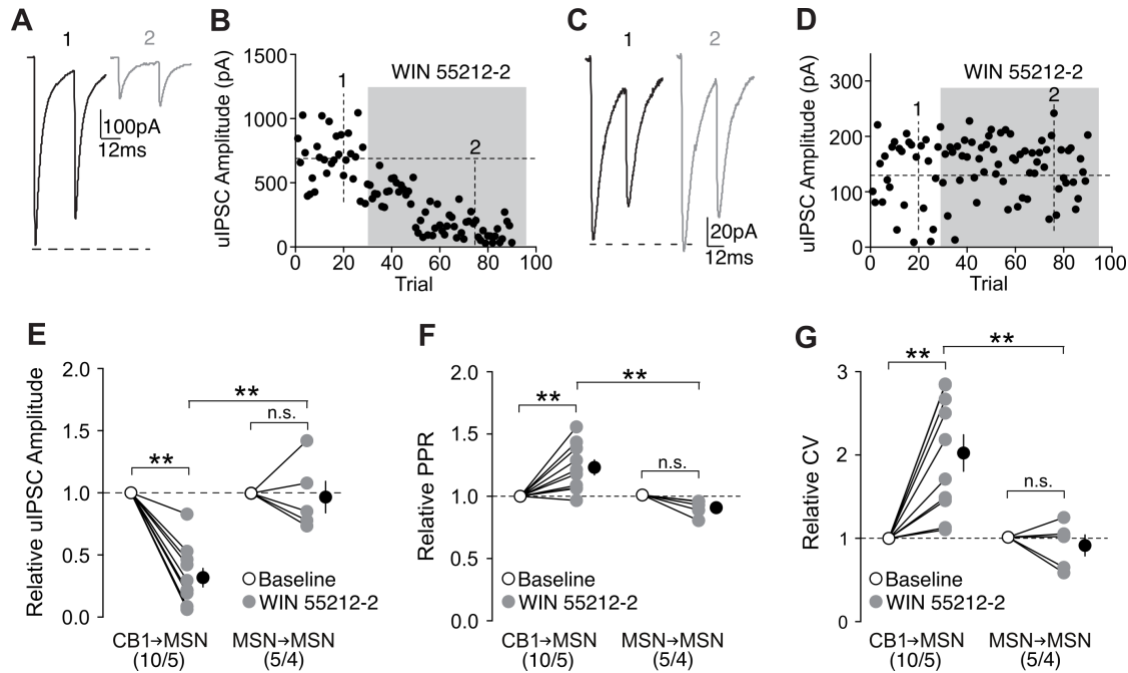 A
1
2
100pA
12ms
B
uIPSC Amplitude (pA)
1500
1000
500
0
WIN 55212-2
1
2
0 20 40 60 80 100
Trial
C
1
2
20pA
12ms
D
uIPSC Amplitude (pA)
300
200
100
0
WIN 55212-2
1
2
0 20 40 60 80 100
Trial
E
Relative uIPSC Amplitude
2.0
1.5
1.0
0.5
0.0
**
**
n.s.
Baseline
WIN 55212-2
CB1→MSN
(10/5)
MSN→MSN
(5/4)
F
Relative PPR
2.0
1.5
1.0
0.5
0.0
**
**
n.s.
Baseline
WIN 55212-2
CB1→MSN
(10/5)
MSN→MSN
(5/4)
G
Relative CV
3
2
1
0
**
**
n.s.
Baseline
WIN 55212-2
CB1→MSN
(10/5)
MSN→MSN
(5/4)